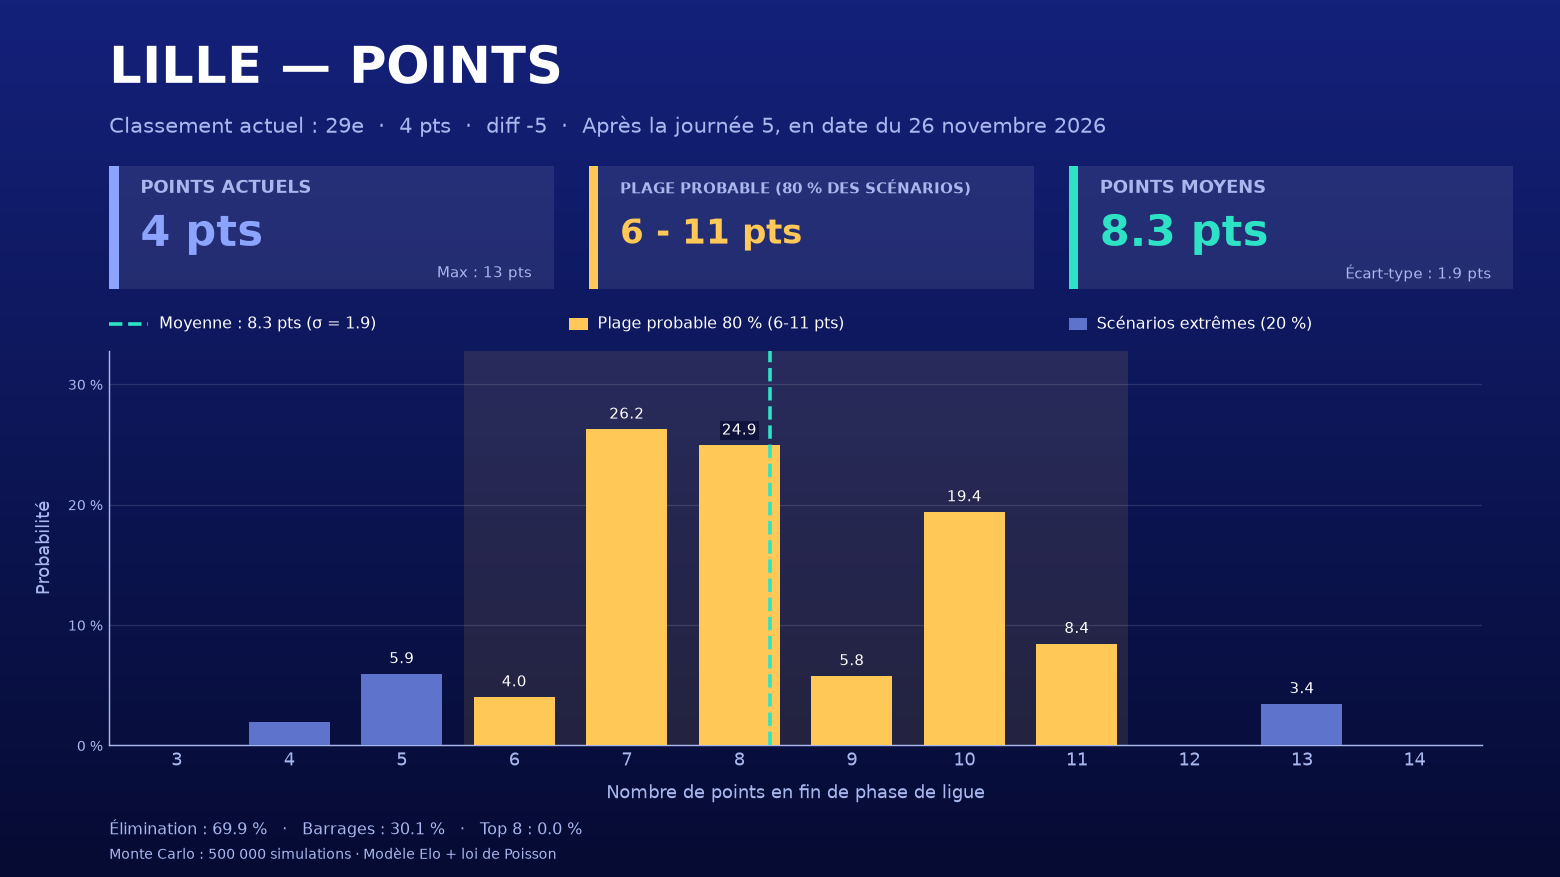 LILLE — POINTS
Classement actuel : 29e · 4 pts · diff -5 · Après la journée 5, en date du 26 novembre 2026
POINTS ACTUELS
4 pts
Max : 13 pts
PLAGE PROBABLE (80 % DES SCÉNARIOS)
6 - 11 pts
POINTS MOYENS
8.3 pts
Écart-type : 1.9 pts
Moyenne : 8.3 pts (σ = 1.9)
Plage probable 80 % (6-11 pts)
Scénarios extrêmes (20 %)
Probabilité
30 %
20 %
10 %
0 %
5.9
4.0
26.2
24.9
5.8
19.4
8.4
3.4
3 4 5 6 7 8 9 10 11 12 13 14
Nombre de points en fin de phase de ligue
Élimination : 69.9 % · Barrages : 30.1 % · Top 8 : 0.0 %
Monte Carlo : 500 000 simulations · Modèle Elo + loi de Poisson